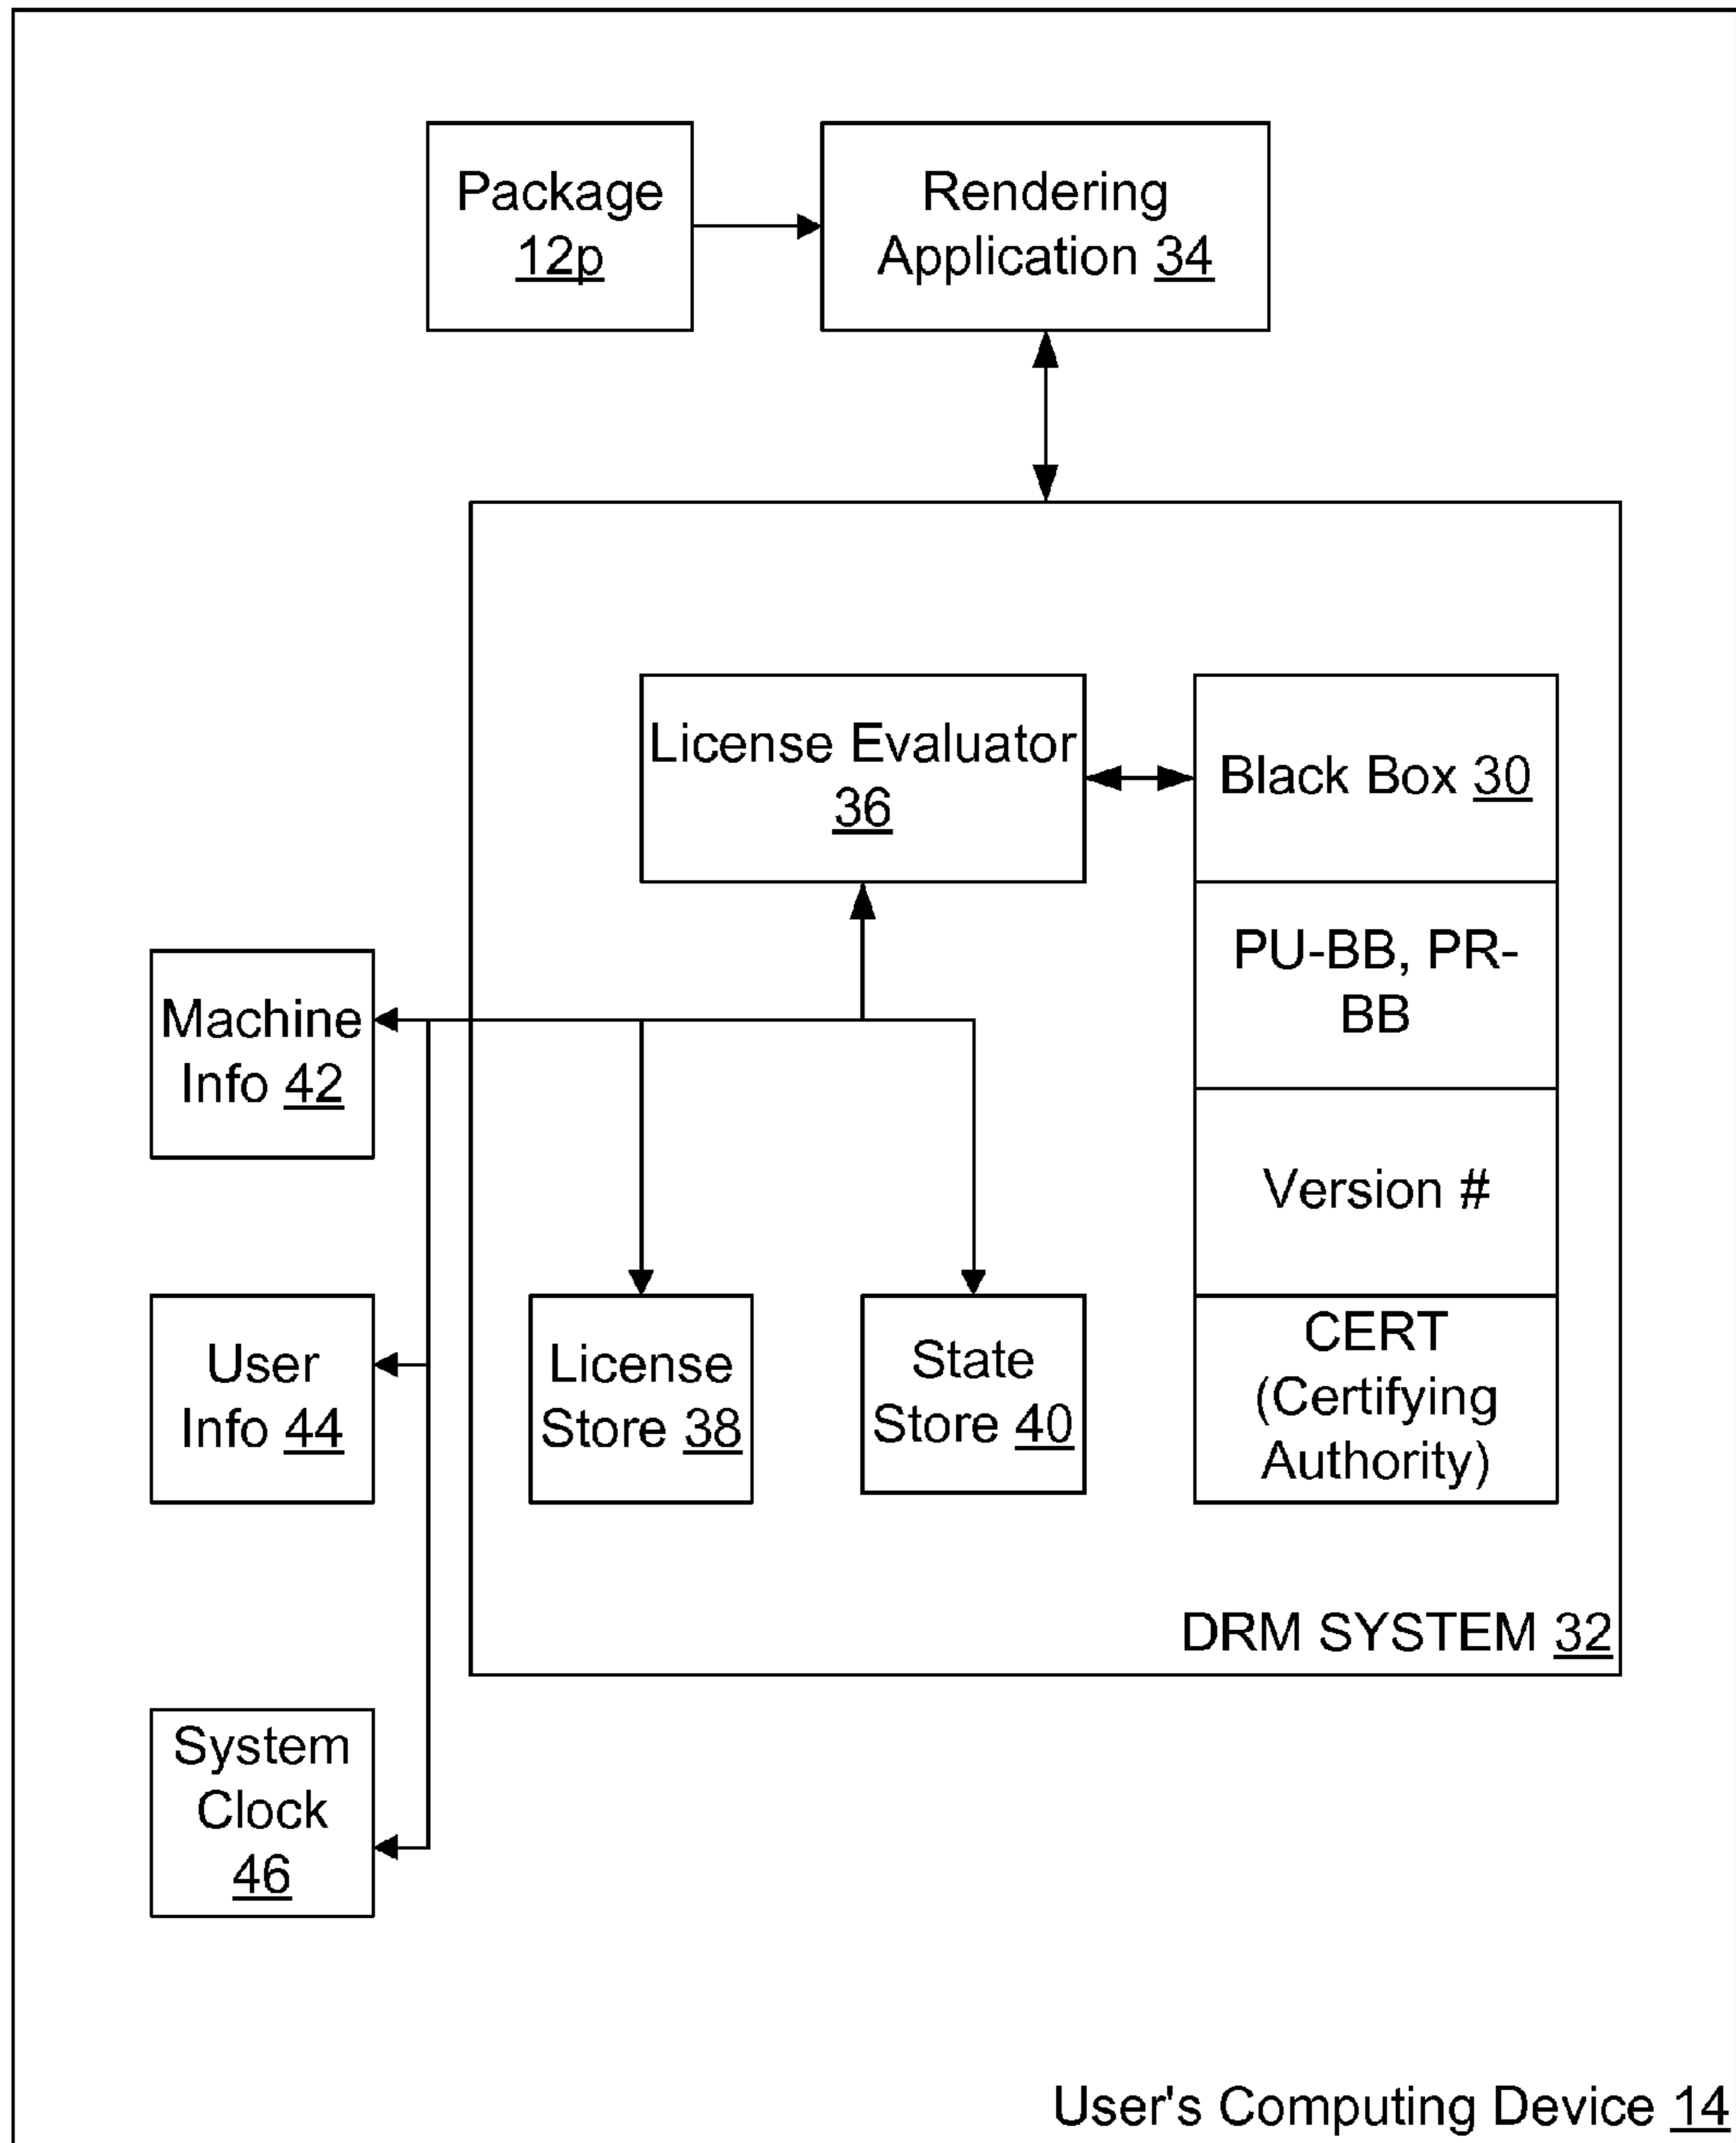 Package
12p
Rendering
Application 34
License Evaluator
36
Black Box 30
PU-BB, PR-
BB
Version #
CERT
(Certifying
Authority)
Machine
Info 42
User
Info 44
License
Store 38
State
Store 40
DRM SYSTEM 32
System
Clock
46
User's Computing Device 14